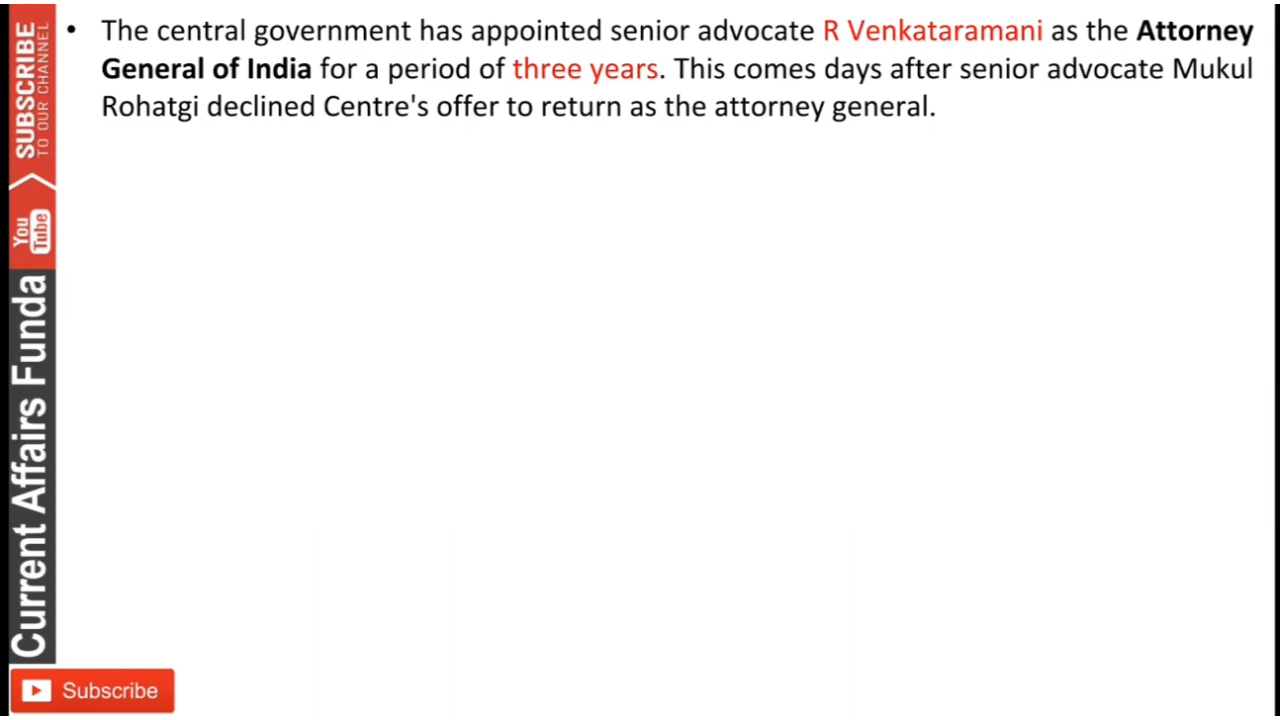 • The central government has appointed senior advocate R Venkataramani as the Attorney
General of India for a period of three years. This comes days after senior advocate Mukul
Rohatgi declined Centre's offer to return as the attorney general.
SUBSCRIBE
TO OUR CHANNEL
You
Tube
Current Affairs Funda
Subscribe